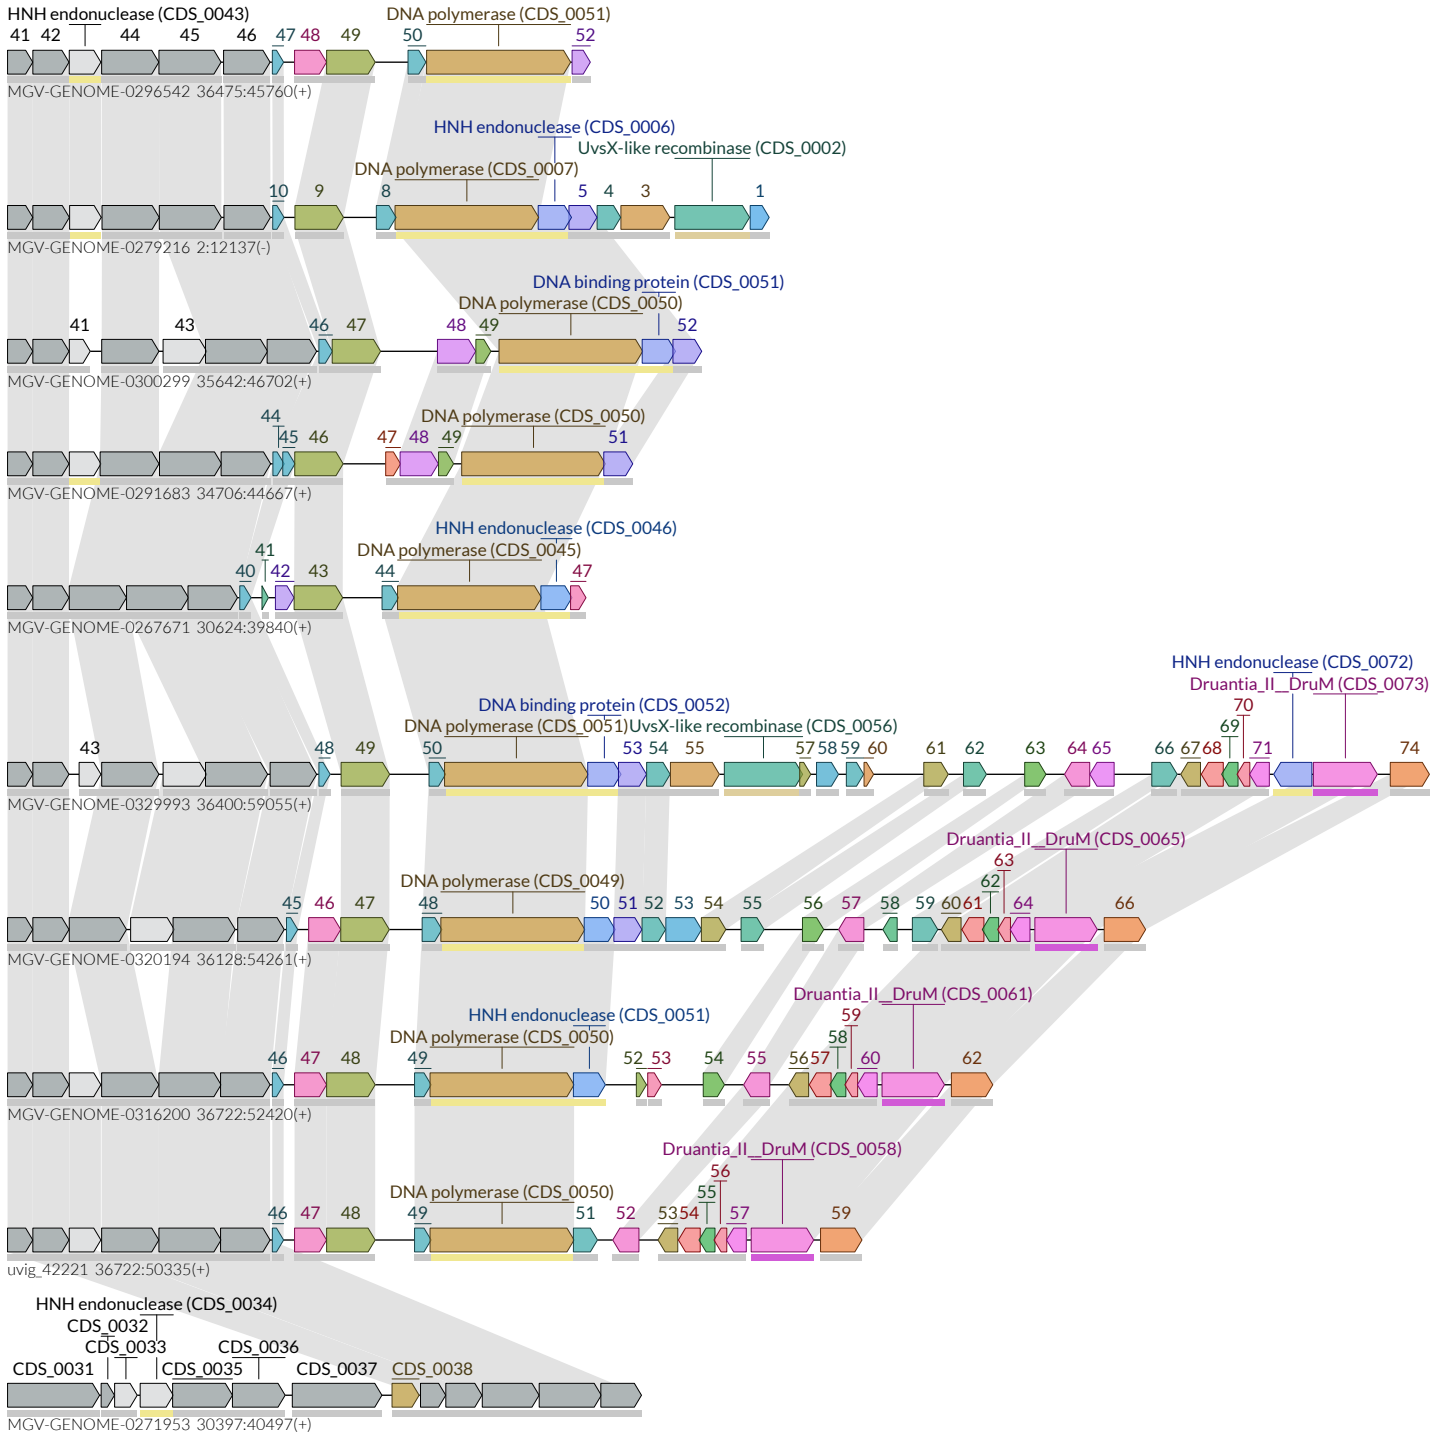 HNH endonuclease (CDS_0043) DNA polymerase (CDS_0051)
41 42 44 45 46 47 48 49 50 52
MGV-GENOME-0296542 36475:45760(+)
HNH endonuclease (CDS_0006)
UvsX-like recombinase (CDS_0002)
DNA polymerase (CDS_0007)
10 9 8 5 4 3 1
MGV-GENOME-0279216 2:12137(-)
DNA binding protein (CDS_0051)
DNA polymerase (CDS_0050)
41 43 46 47 48 49 52
MGV-GENOME-0300299 35642:46702(+)
44 DNA polymerase (CDS_0050)
45 46 47 48 49 51
MGV-GENOME-0291683 34706:44667(+)
HNH endonuclease (CDS_0046)
41 DNA polymerase (CDS_0045)
40 42 43 44 47
MGV-GENOME-0267671 30624:39840(+)
HNH endonuclease (CDS_0072)
Druantia_II__DruM (CDS_0073)
DNA binding protein (CDS_0052) 70
DNA polymerase (CDS_0051) UvsX-like recombinase (CDS_0056) 69
43 48 49 50 53 54 55 57 58 59 60 61 62 63 64 65 66 67 68 71 74
MGV-GENOME-0329993 36400:59055(+)
Druantia_II__DruM (CDS_0065)
63
DNA polymerase (CDS_0049) 62
45 46 47 48 50 51 52 53 54 55 56 57 58 59 60 61 64 66
MGV-GENOME-0320194 36128:54261(+)
Druantia_II__DruM (CDS_0061)
HNH endonuclease (CDS_0051) 59
DNA polymerase (CDS_0050) 58
46 47 48 49 52 53 54 55 56 57 60 62
MGV-GENOME-0316200 36722:52420(+)
Druantia_II__DruM (CDS_0058)
56
DNA polymerase (CDS_0050) 55
46 47 48 49 51 52 53 54 57 59
uvig_42221 36722:50335(+)
HNH endonuclease (CDS_0034)
CDS_0032
CDS_0033 CDS_0036
CDS_0031 CDS_0035 CDS_0037 CDS_0038
MGV-GENOME-0271953 30397:40497(+)